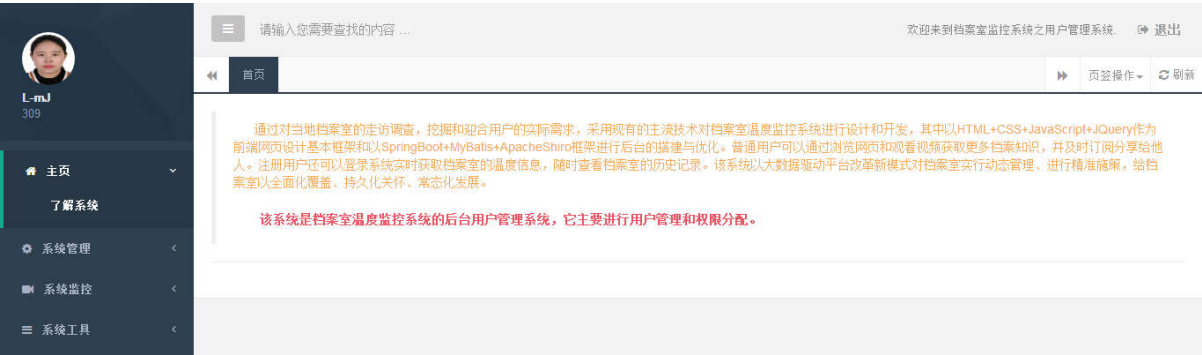 请输入您需要查找的内容 ...
欢迎来到档案室监控系统之用户管理系统.
退出
首页
页签操作
刷新
L-mJ
309
主页
了解系统
系统管理
系统监控
系统工具
通过对当地档案室的走访调查，挖掘和迎合用户的实际需求，采用现有的主流技术对档案室温度监控系统进行设计和开发，其中以HTML+CSS+JavaScript+JQuery作为
前端网页设计基本框架和以SpringBoot+MyBatis+ApacheShiro框架进行后台的搭建与优化。普通用户可以通过浏览网页和观看视频获取更多档案知识，并及时订阅分享给他
人。注册用户还可以登录系统实时获取档案室的温度信息，随时查看档案室的历史记录。该系统以大数据驱动平台改革新模式对档案室实行动态管理、进行精准施策，给档
案室以全面化覆盖、持久化关怀、常态化发展。
该系统是档案室温度监控系统的后台用户管理系统，它主要进行用户管理和权限分配。